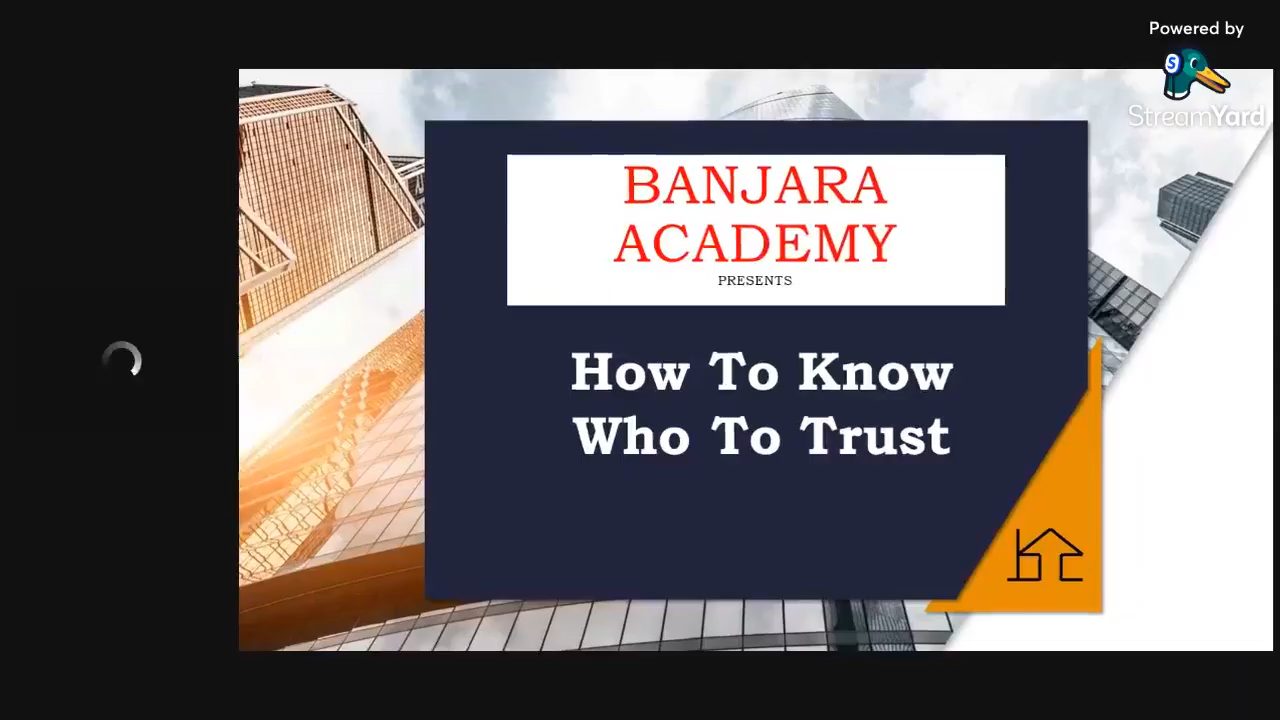 Powered by
S
StreamYard
BANJARA
ACADEMY
PRESENTS
How To Know
Who To Trust